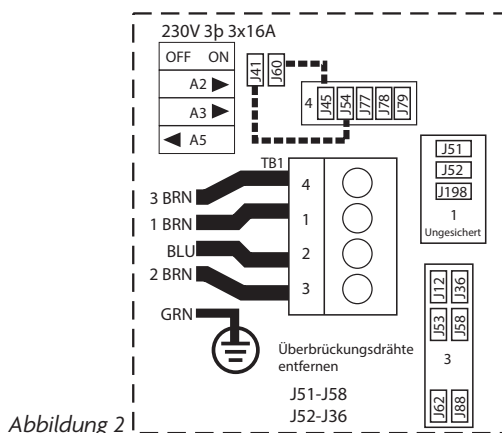 230V 3þ 3x16A
OFF ON
A2
A3
A5
J41
J60
4
J45
J54
J77
J78
J79
J51
J52
J198
1
Ungesichert
TB1
4
1
2
3
3 BRN
1 BRN
BLU
2 BRN
GRN
J12
J36
J53
J58
3
J62
J88
Überbrückungsdrähte
entfernen
J51-J58
J52-J36
Abbildung 2